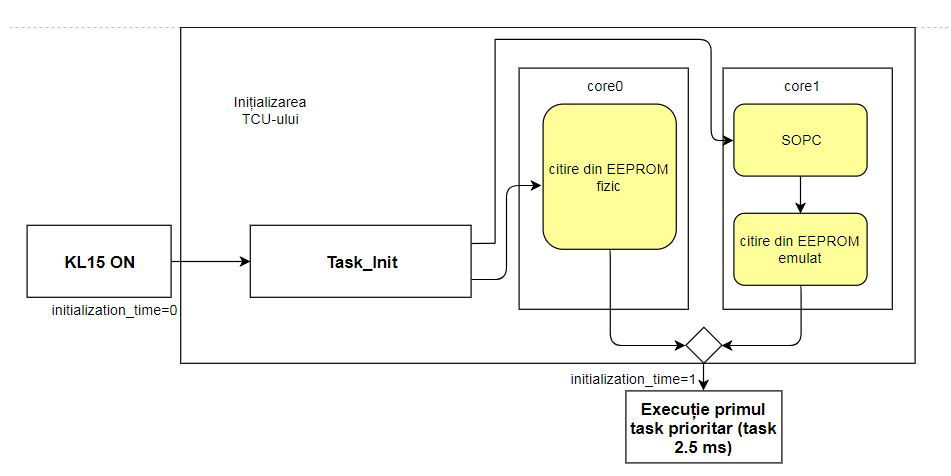 Inițializarea
TCU-ului
core0
core1
citire din EEPROM
fizic
SOPC
citire din EEPROM
emulat
KL15 ON
Task_Init
initialization_time=0
initialization_time=1
Execuție primul
task prioritar (task
2.5 ms)